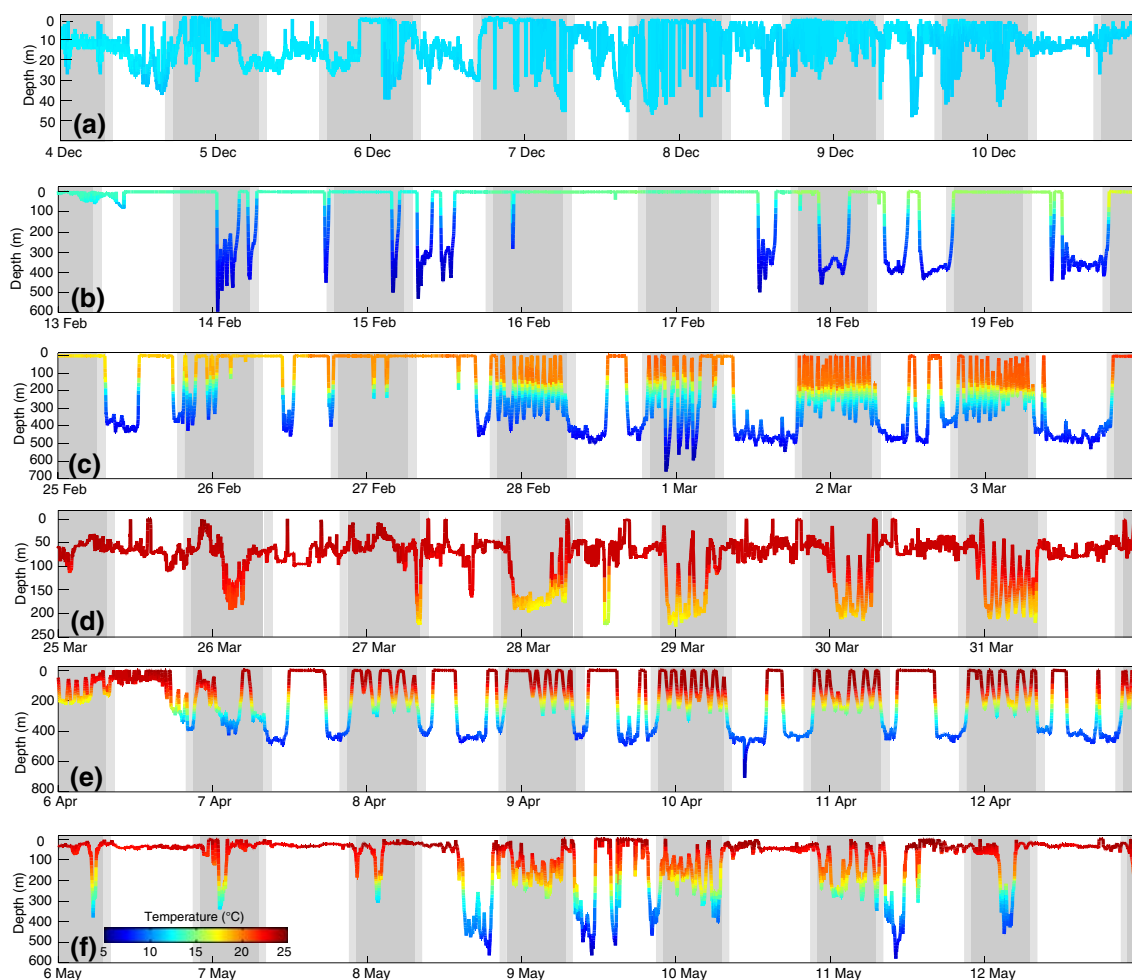 0
10
20
30
40
50
Depth (m)
(a)
4 Dec 5 Dec 6 Dec 7 Dec 8 Dec 9 Dec 10 Dec
0
100
200
300
400
500
600
Depth (m)
(b)
13 Feb 14 Feb 15 Feb 16 Feb 17 Feb 18 Feb 19 Feb
0
100
200
300
400
500
600
700
Depth (m)
(c)
25 Feb 26 Feb 27 Feb 28 Feb 1 Mar 2 Mar 3 Mar
0
50
100
150
200
250
Depth (m)
(d)
25 Mar 26 Mar 27 Mar 28 Mar 29 Mar 30 Mar 31 Mar
0
200
400
600
800
Depth (m)
(e)
6 Apr 7 Apr 8 Apr 9 Apr 10 Apr 11 Apr 12 Apr
0
100
200
300
400
500
600
Depth (m)
Temperature (°C)
5 10 15 20 25
(f)
6 May 7 May 8 May 9 May 10 May 11 May 12 May